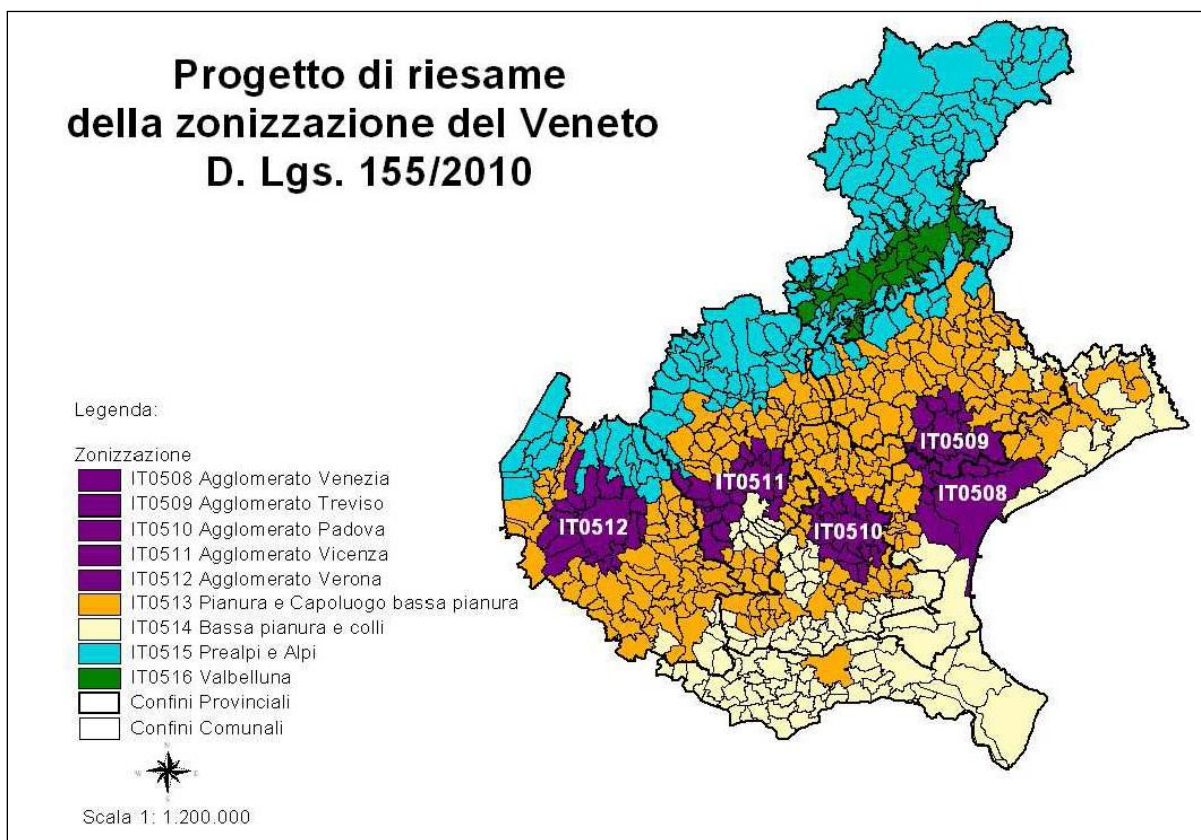 Progetto di riesame
della zonizzazione del Veneto
D. Lgs. 155/2010
Legenda:
Zonizzazione
IT0508 Agglomerato Venezia
IT0509 Agglomerato Treviso
IT0510 Agglomerato Padova
IT0511 Agglomerato Vicenza
IT0512 Agglomerato Verona
IT0513 Pianura e Capoluogo bassa pianura
IT0514 Bassa pianura e colli
IT0515 Prealpi e Alpi
IT0516 Valbelluna
Confini Provinciali
Confini Comunali
Scala 1: 1.200.000
IT0509
IT0511
IT0508
IT0512
IT0510